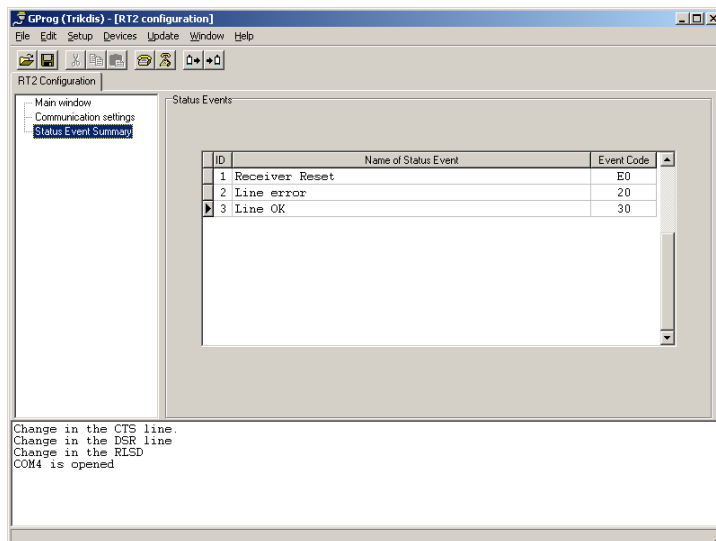 GProg (Trikdis) - [RT2 configuration]
File Edit Setup Devices Update Window Help
RT2 Configuration
Main window
Communication settings
Status Event Summary
Status Events
ID Name of Status Event Event Code
1 Receiver Reset E0
2 Line error 20
3 Line OK 30
Change in the CTS line.
Change in the DSR line
Change in the RLSD
COM4 is opened